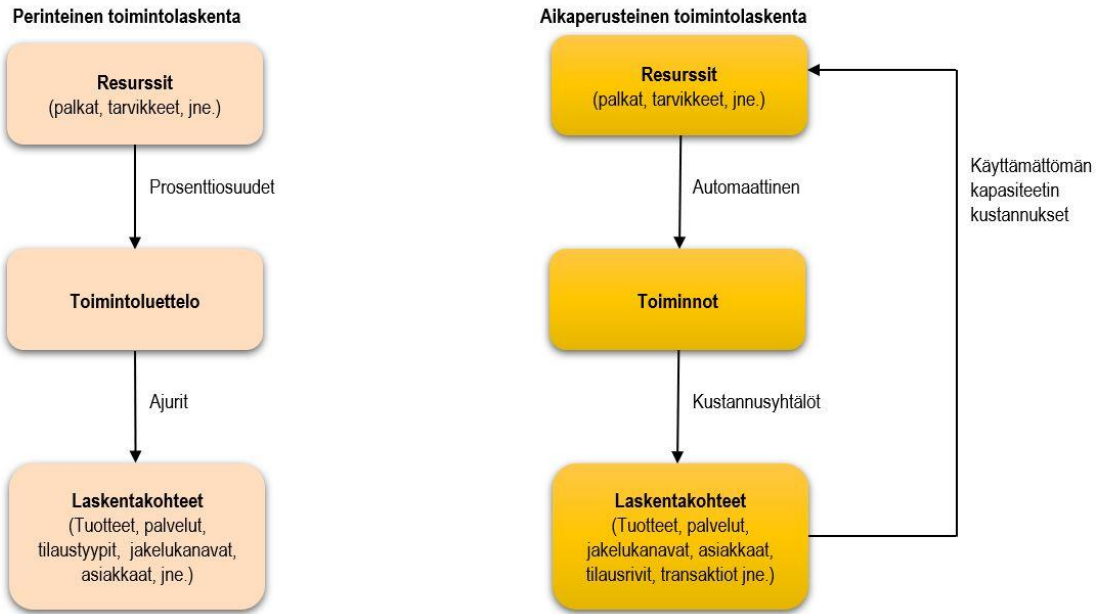 Perinteinen toimintolaskenta
Resurssit
(palkat, tarvikkeet, jne.)
Prosenttiosuudet
Toimintoluettelo
Ajurit
Laskentakohteet
(Tuotteet, palvelut,
tilaustyypit, jakelukanavat,
asiakkaat, jne.)
Aikaperusteinen toimintolaskenta
Resurssit
(palkat, tarvikkeet, jne.)
Automaattinen
Toiminnot
Kustannusyhtälöt
Laskentakohteet
(Tuotteet, palvelut,
jakelukanavat, asiakkaat,
tilausrivit, transaktiot jne.)
Käyttämättömän
kapasiteetin
kustannukset